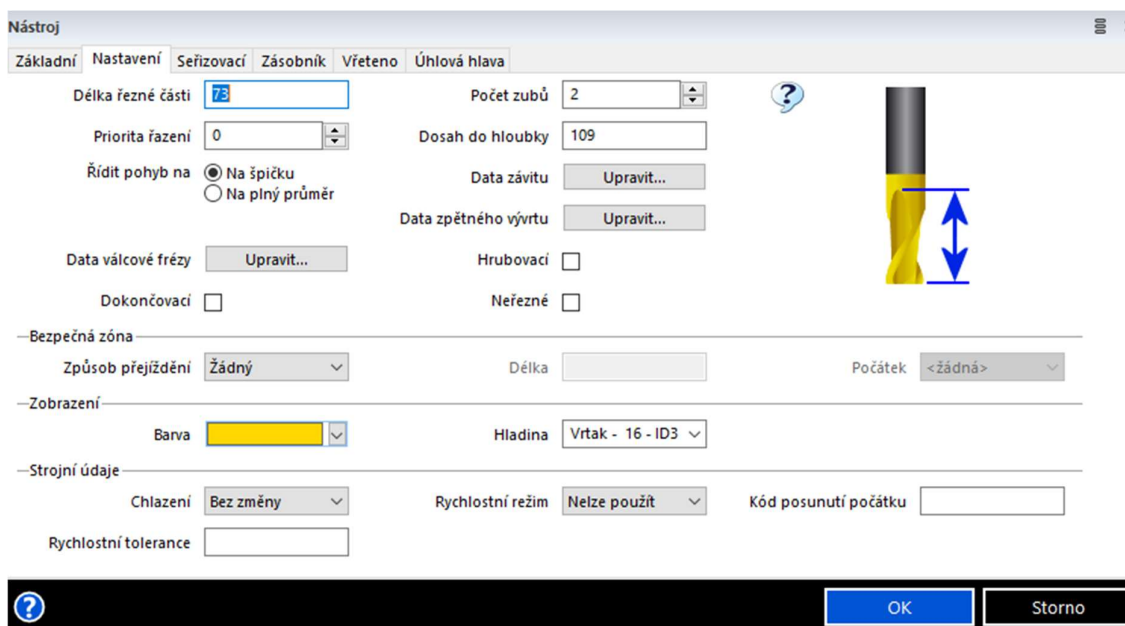 Nástroj
Základní Nastavení Seřizovací Zásobník Vřeteno Úhlová hlava
Délka řezné části 73 Počet zubů 2
Priorita řazení 0 Dosah do hloubky 109
Řídit pohyb na Na špičku Data závitu Upravit...
Na plný průměr
Data zpětného vývrtu Upravit...
Data válcové frézy Upravit... Hrubovací
Dokončovací Neřezné
Bezpečná zóna
Způsob přejíždění Žádný Délka Počátek <žádná>
Zobrazení
Barva Hladina Vrtak - 16 - ID3
Strojní údaje
Chlazení Bez změny Rychlostní režim Nelze použít Kód posunutí počátku
Rychlostní tolerance
OK Storno